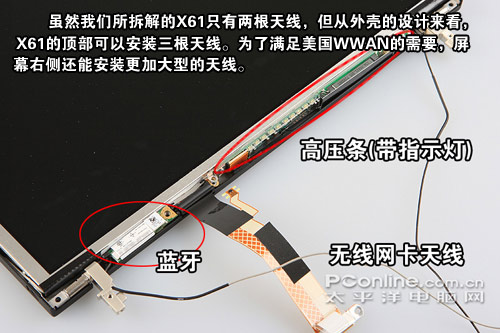 虽然我们所拆解的X61只有两根天线，但从外壳的设计来看，
X61的顶部可以安装三根天线。为了满足美国WWAN的需要，屏
幕右侧还能安装更加大型的天线。
高压条(带指示灯)
蓝牙
无线网卡天线
PConline.com.cn
太平洋电脑网